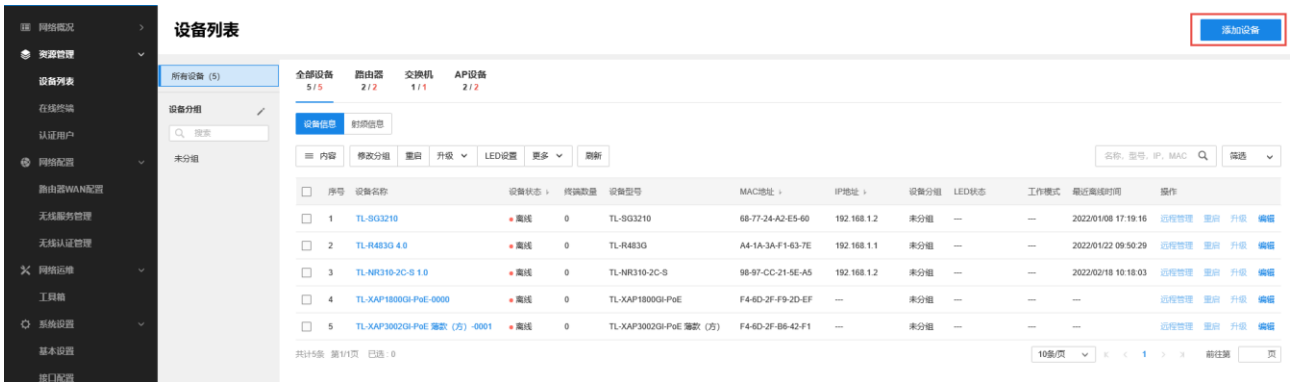 网络概况
资源管理
设备列表
在线终端
认证用户
网络配置
路由器WAN配置
无线服务管理
无线认证管理
网络运维
工具箱
系统设置
基本设置
接口配置
设备列表
添加设备
所有设备 (5)
设备分组
搜索
未分组
全部设备 路由器 交换机 AP设备
5 / 5 2 / 2 1 / 1 2 / 2
设备信息 射频信息
内容 修改分组 重启 升级 LED设置 更多 刷新 名称, 型号, IP, MAC 筛选
序号 设备名称 设备状态 终端数量 设备型号 MAC地址 IP地址 设备分组 LED状态 工作模式 最近离线时间 操作
1 TL-SG3210 离线 0 TL-SG3210 68-77-24-A2-E5-60 192.168.1.2 未分组 --- --- 2022/01/08 17:19:16 远程管理 重启 升级 编辑
2 TL-R483G 4.0 离线 0 TL-R483G A4-1A-3A-F1-63-7E 192.168.1.1 未分组 --- --- 2022/01/22 09:50:29 远程管理 重启 升级 编辑
3 TL-NR310-2C-S 1.0 离线 0 TL-NR310-2C-S 98-97-CC-21-5E-A5 192.168.1.2 未分组 --- --- 2022/02/18 10:18:03 远程管理 重启 升级 编辑
4 TL-XAP1800GI-PoE-0000 离线 0 TL-XAP1800GI-PoE F4-6D-2F-F9-2D-EF --- 未分组 --- --- --- 远程管理 重启 升级 编辑
5 TL-XAP3002GI-PoE 薄款 (方) -0001 离线 0 TL-XAP3002GI-PoE 薄款 (方) F4-6D-2F-B6-42-F1 --- 未分组 --- --- --- 远程管理 重启 升级 编辑
共计5条 第1/1页 已选 : 0 10条/页 « < 1 > » 前往第 页